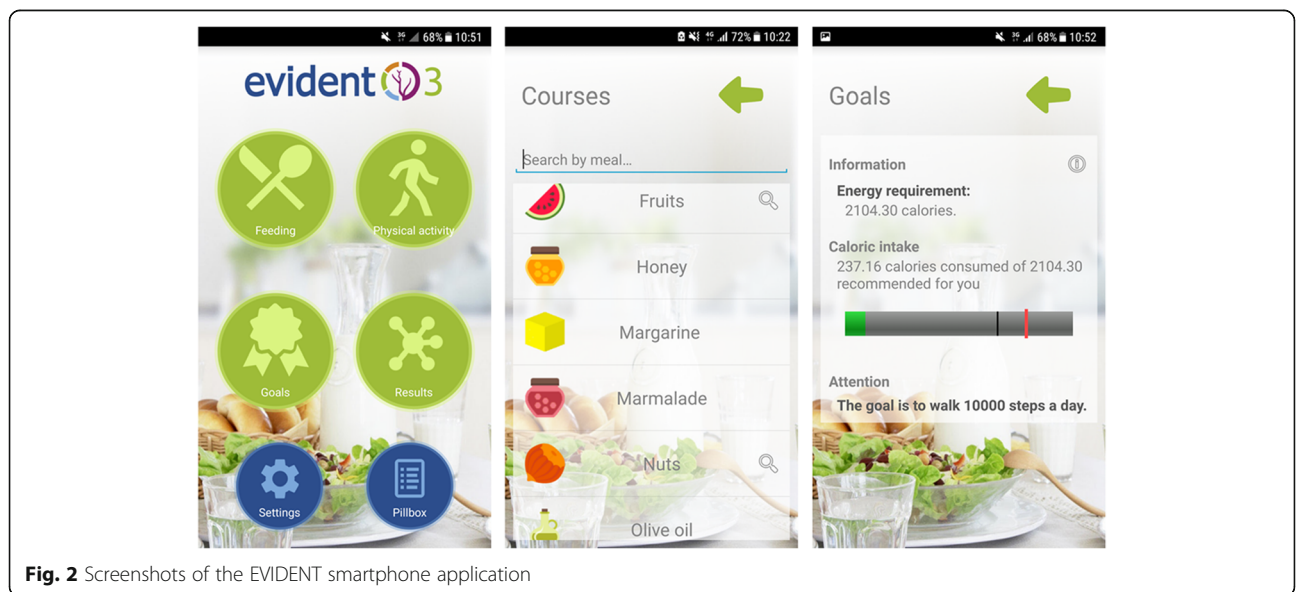 3G 68% 10:51
evident 3
Feeding
Physical activity
Goals
Results
Settings
Pillbox
4G 72% 10:22
Courses
Search by meal...
Fruits
Honey
Margarine
Marmalade
Nuts
Olive oil
3G 68% 10:52
Goals
Information
Energy requirement:
2104.30 calories.
Caloric intake
237.16 calories consumed of 2104.30
recommended for you
Attention
The goal is to walk 10000 steps a day.
Fig. 2 Screenshots of the EVIDENT smartphone application